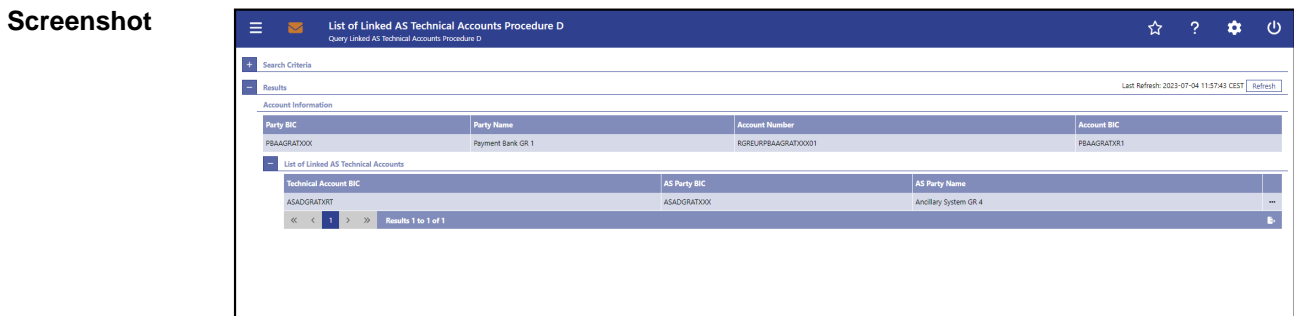 Screenshot
List of Linked AS Technical Accounts Procedure D
Query Linked AS Technical Accounts Procedure D
?
+ Search Criteria
− Results Last Refresh: 2023-07-04 11:57:43 CEST Refresh
Account Information
Party BIC Party Name Account Number Account BIC
PBAAGRATXXX Payment Bank GR 1 RGREURPBAAGRATXXX01 PBAAGRATXR1
− List of Linked AS Technical Accounts
Technical Account BIC AS Party BIC AS Party Name
ASADGRATXRT ASADGRATXXX Ancillary System GR 4 ...
« < 1 > » Results 1 to 1 of 1